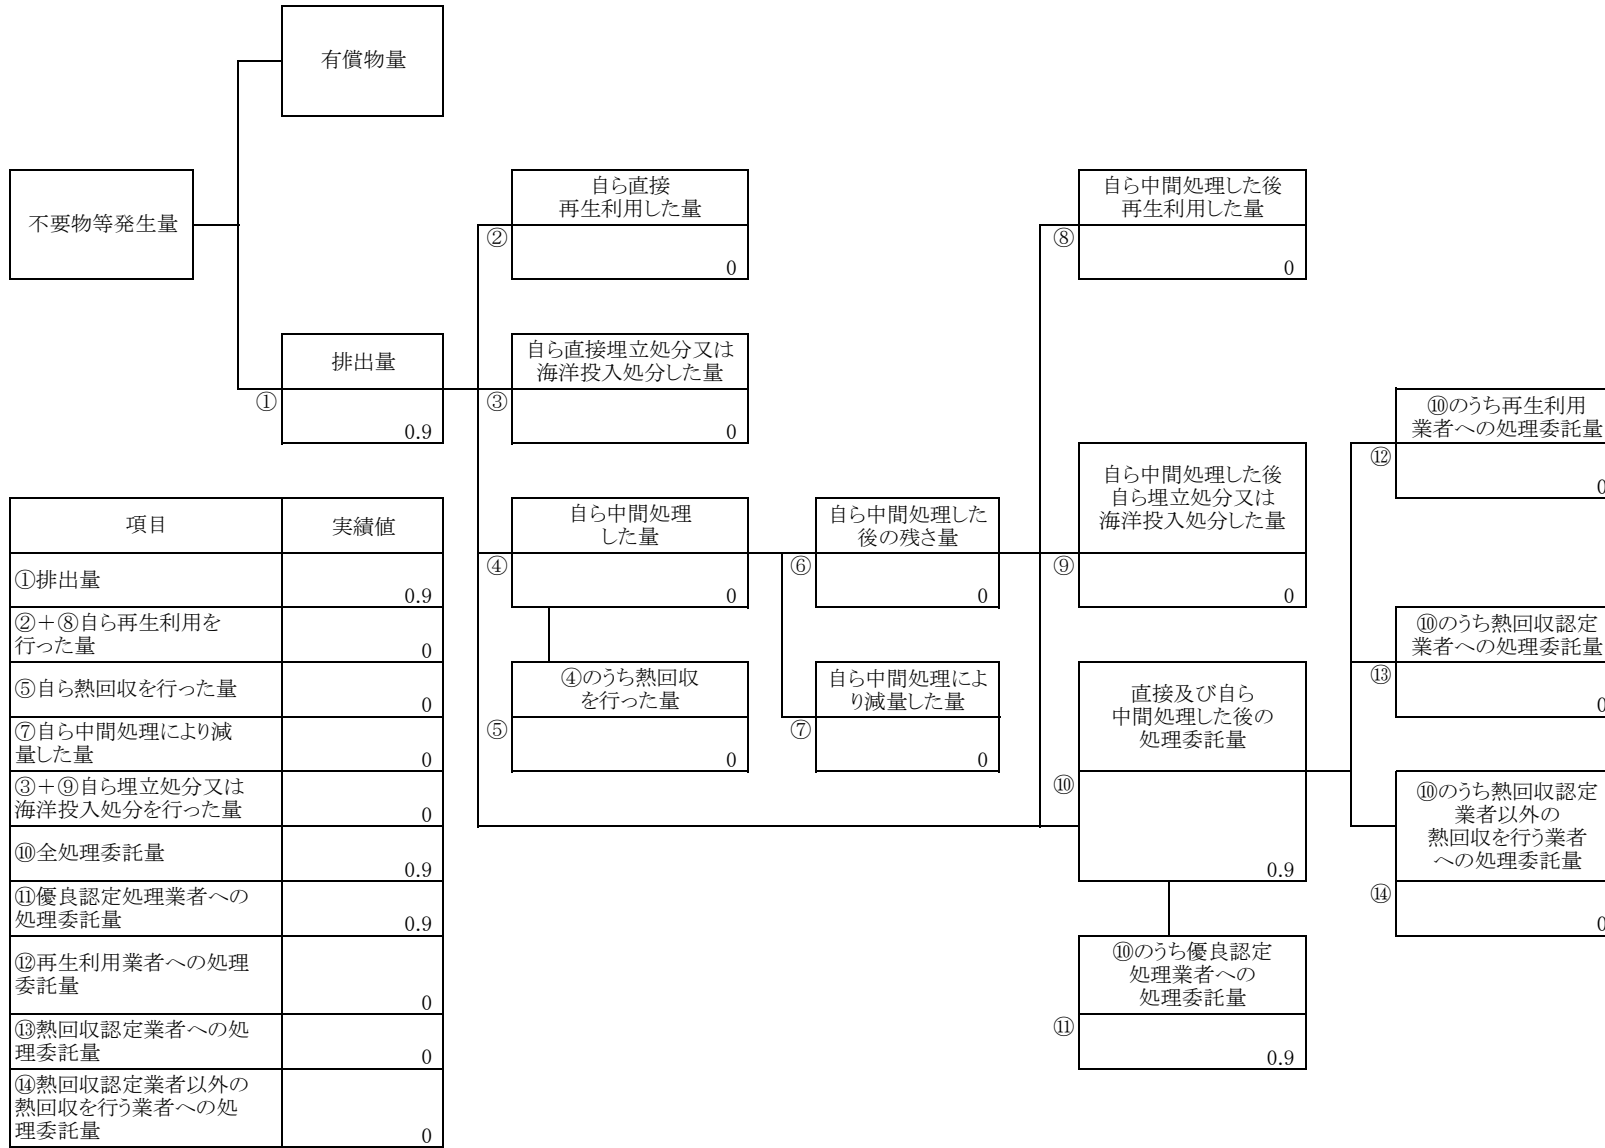 有償物量
不要物等発生量
自ら直接
再生利用した量
②
0
自ら中間処理した後
再生利用した量
⑧
0
排出量
①
0.9
自ら直接埋立処分又は
海洋投入処分した量
③
0
⑩のうち再生利用
業者への処理委託量
⑫
0
自ら中間処理した後
自ら埋立処分又は
海洋投入処分した量
⑨
0
自ら中間処理
した量
④
0
自ら中間処理した
後の残さ量
⑥
0
⑩のうち熱回収認定
業者への処理委託量
⑬
0
④のうち熱回収
を行った量
⑤
0
自ら中間処理によ
り減量した量
⑦
0
直接及び自ら
中間処理した後の
処理委託量
⑩
0.9
⑩のうち熱回収認定
業者以外の
熱回収を行う業者
への処理委託量
⑭
0
⑩のうち優良認定
処理業者への
処理委託量
⑪
0.9
項目 実績値
①排出量 0.9
②+⑧自ら再生利用を
行った量 0
⑤自ら熱回収を行った量 0
⑦自ら中間処理により減
量した量 0
③+⑨自ら埋立処分又は
海洋投入処分を行った量 0
⑩全処理委託量 0.9
⑪優良認定処理業者への
処理委託量 0.9
⑫再生利用業者への処理
委託量 0
⑬熱回収認定業者への処
理委託量 0
⑭熱回収認定業者以外の
熱回収を行う業者への処
理委託量 0